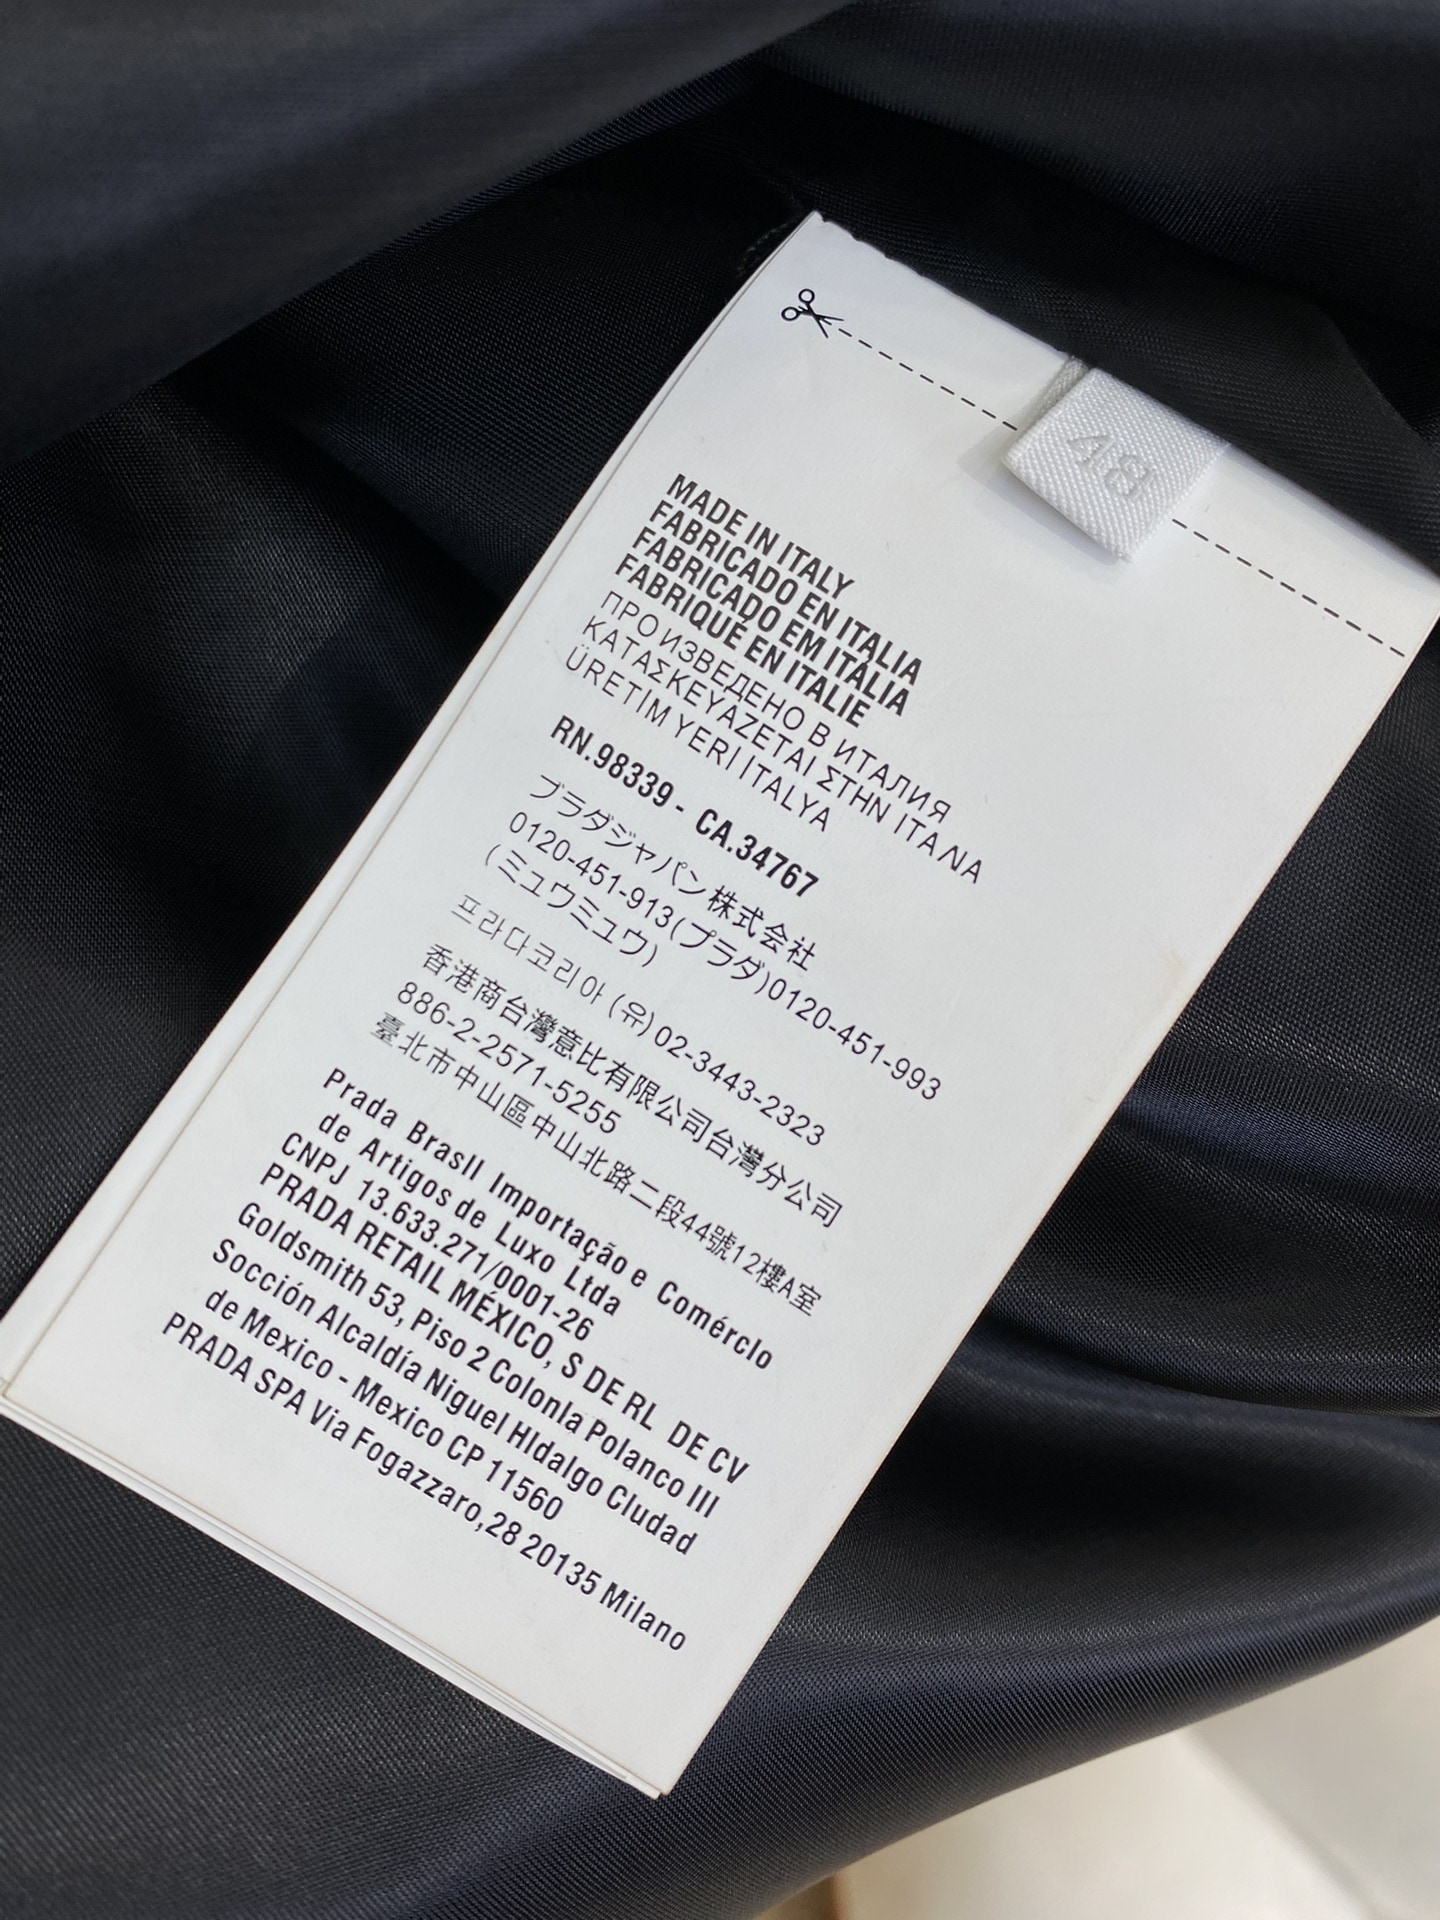 48
MADE IN ITALY
FABRICADO EN ITALIA
FABRICADO EM ITÁLIA
FABRIQUÉ EN ITALIE
ПРОИЗВЕДЕНО В ИТАЛИЯ
ΚΑΤΑΣΚΕΥΑΖΕΤΑΙ ΣΤΗΝ ΙΤΑΛΙΑ
ÜRETIM YERI ITALYA
RN.98339 - CA.34767
プラダジャパン株式会社
0120-451-913(プラダ)0120-451-993
(ミュウミュウ)
프라다코리아 (유) 02-3443-2323
香港商台灣意比有限公司台灣分公司
886-2-2571-5255
臺北市中山區中山北路二段44號12樓A室
Prada BrasIl Importação e ComércIo
de Artigos de Luxo Ltda
CNPJ 13.633.271/0001-26
PRADA RETAIL MÉXICO, S DE RL DE CV
Goldsmith 53, Piso 2 ColonIa Polanco III
Socción Alcaldía Niguel HIdalgo CIudad
de Mexico - Mexico CP 11560
PRADA SPA Via Fogazzaro,28 20135 MIlano